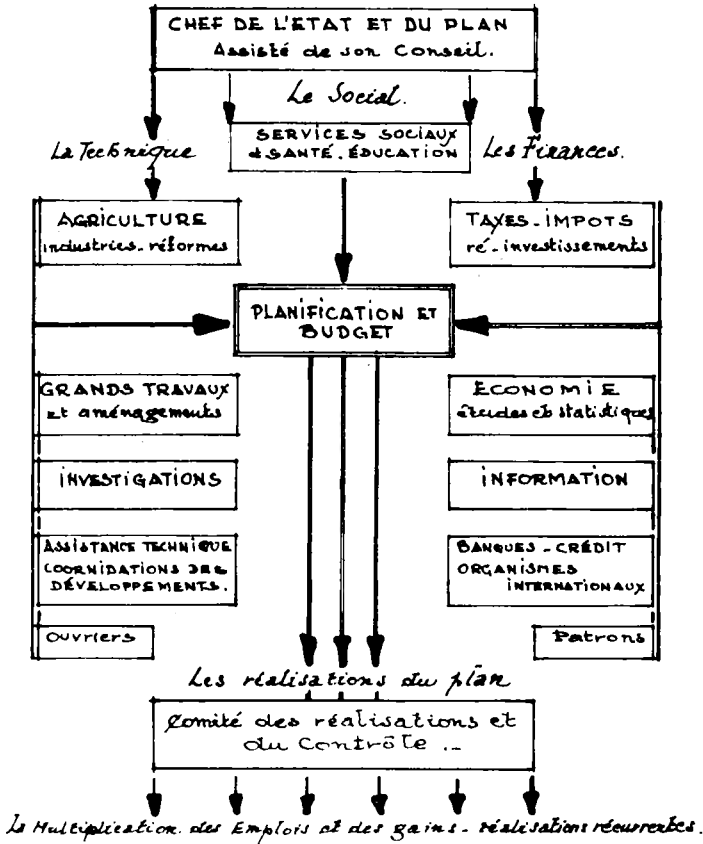 CHEF DE L'ETAT ET DU PLAN
Assisté de son Conseil.
Le Social.
La Technique
SERVICES SOCIAUX
& SANTÉ - ÉDUCATION
Les Finances.
AGRICULTURE
industries - réformes
TAXES - IMPOTS
ré - investissements
PLANIFICATION ET
BUDGET
GRANDS TRAVAUX
et aménagements
ECONOMIE
études et statistiques
INVESTIGATIONS
INFORMATION
ASSISTANCE TECHNIQUE
COORNIDATIONS DES
DÉVELOPPEMENTS.
BANQUES - CRÉDIT
ORGANISMES
INTERNATIONAUX
Ouvriers
Patrons
Les réalisations du plan
Comité des réalisations et
du Contrôle ..
La Multiplication des Emplois et des gains - réalisations récurrentes.